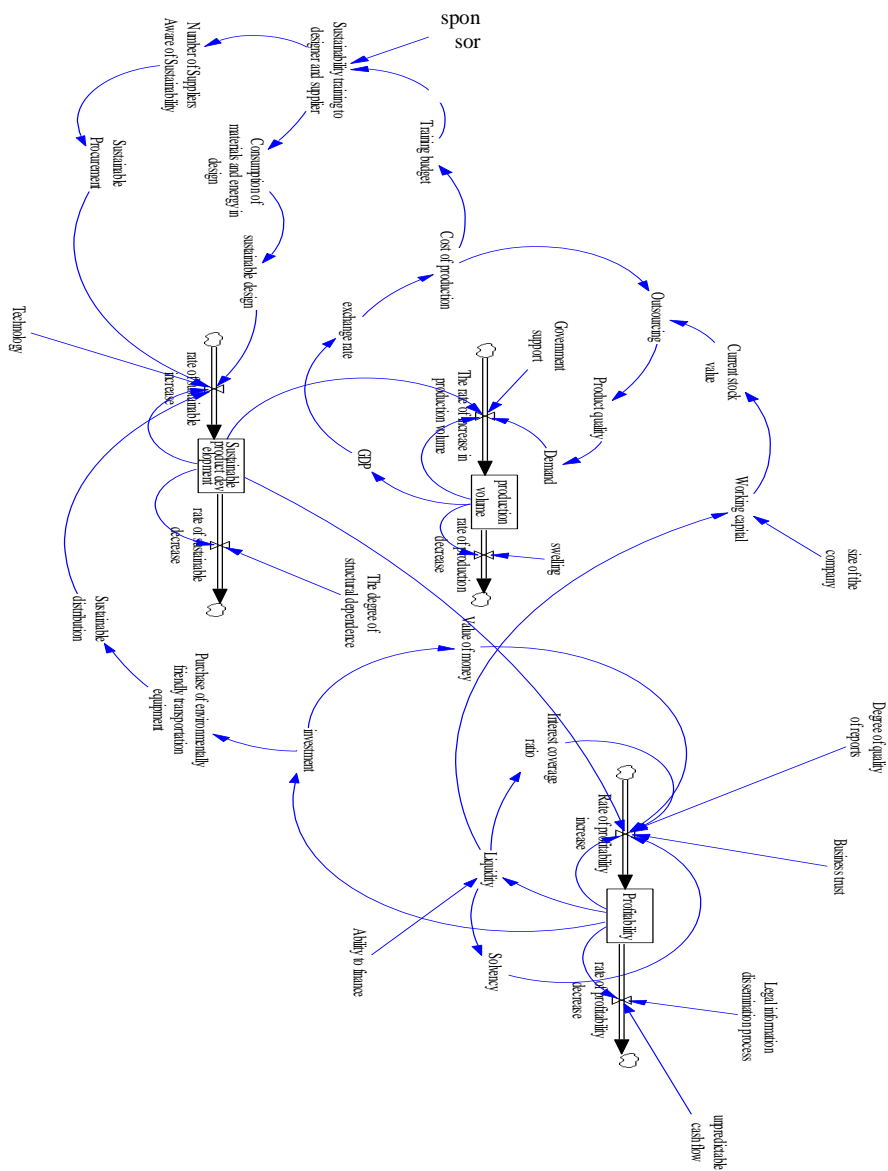 spon
sor
Sustainability training to
designer and supplier
Number of Suppliers
Aware of Sustainability
Sustainable
Procurement
Consumption of
materials and energy in
design
sustainable design
Training budget
Cost of production
exchange rate
Technology
rate of sustainable
increase
Sustainable
product dev
elopment
rate of sustainable
decrease
The degree of
structural dependence
Sustainable
distribution
Purchase of environmentally
friendly transportation
equipment
investment
Value of money
GDP
Government
support
The rate of increase in
production volume
production
volume
rate of production
decrease
swelling
Demand
Product quality
Outsourcing
Current stock
value
Working capital
size of the
company
Interest coverage
ratio
Liquidity
Ability to finance
Solvency
Rate of profitability
increase
Profitability
rate of profitability
decrease
Degree of quality
of reports
Business trust
Legal information
dissemination process
unpredictable
cash flow